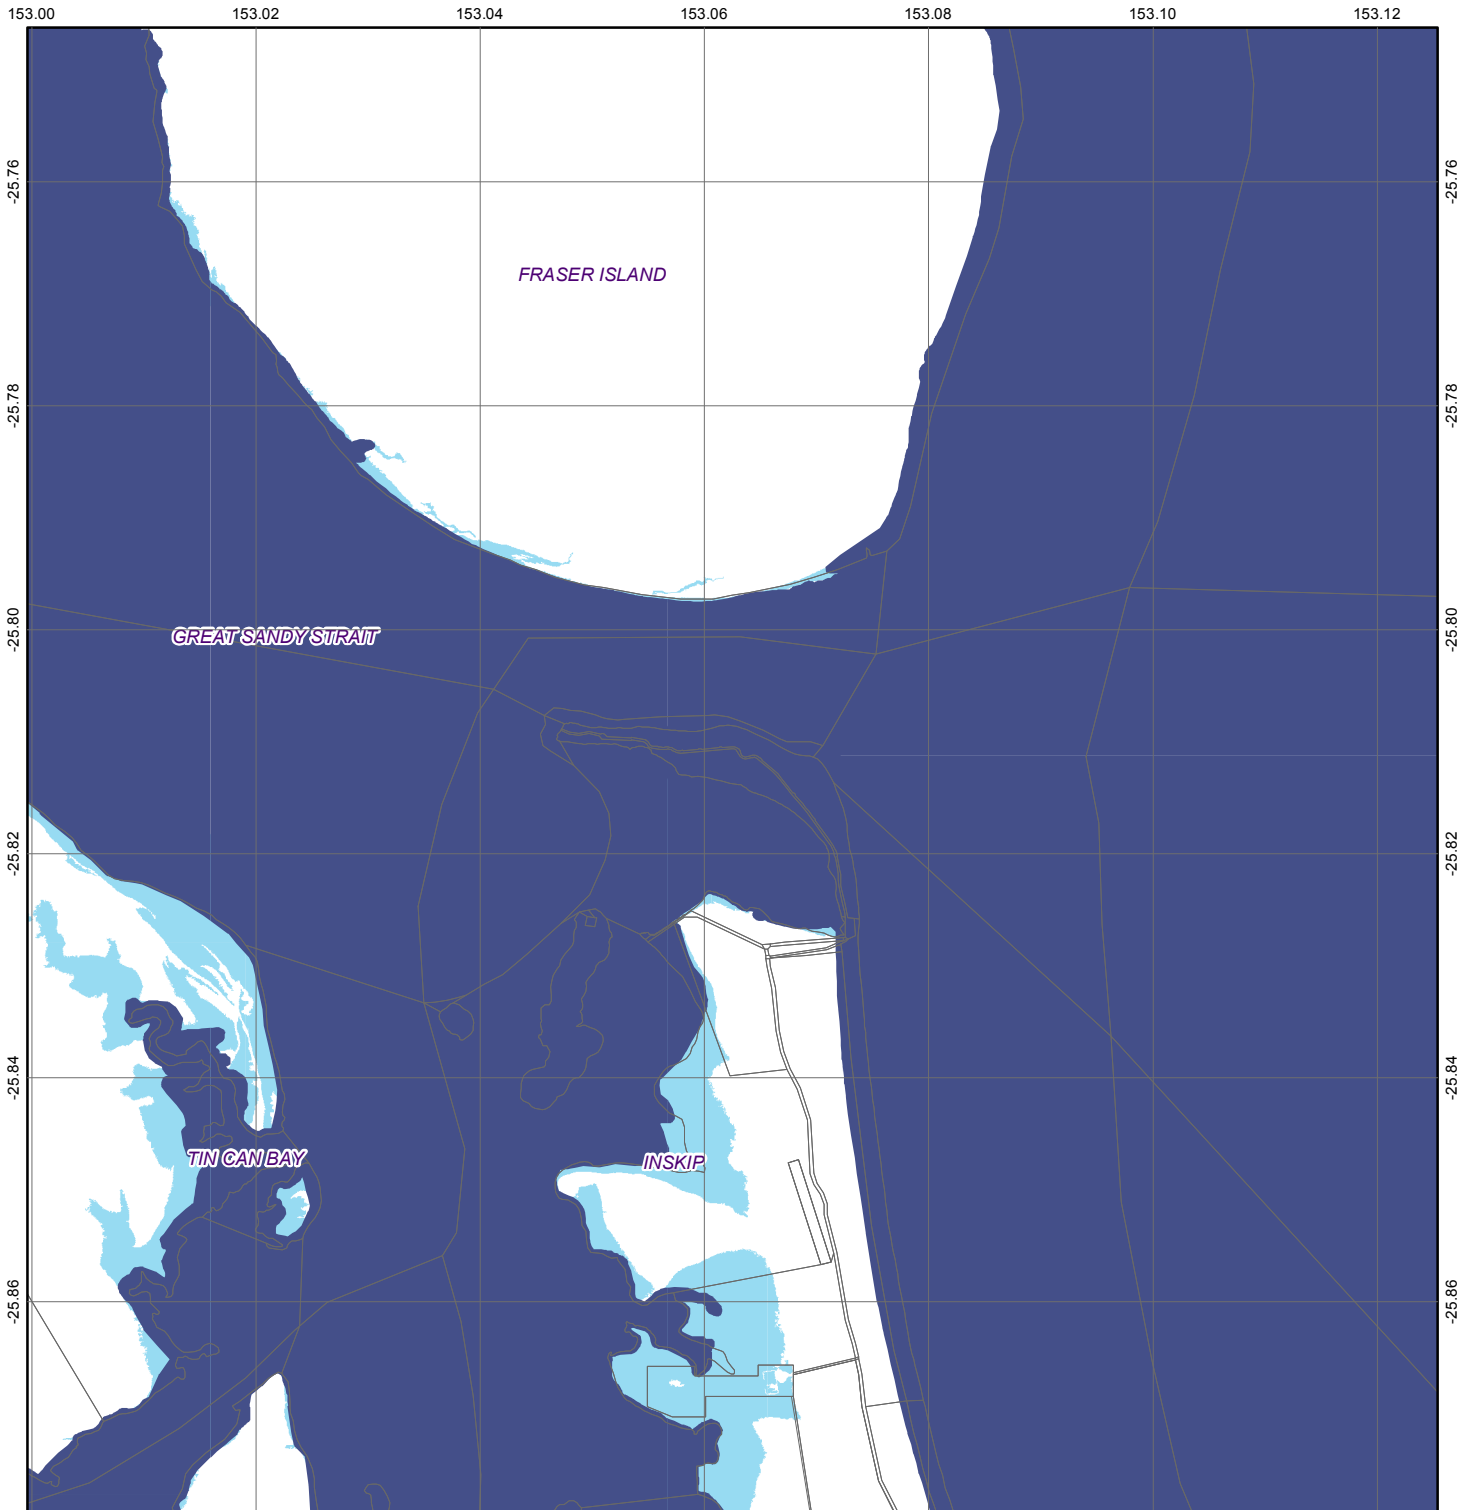 153.00 153.02 153.04 153.06 153.08 153.10 153.12
-25.76 -25.76
FRASER ISLAND
-25.78 -25.78
-25.80 -25.80
GREAT SANDY STRAIT
-25.82 -25.82
-25.84 -25.84
TIN CAN BAY
INSKIP
-25.86 -25.86